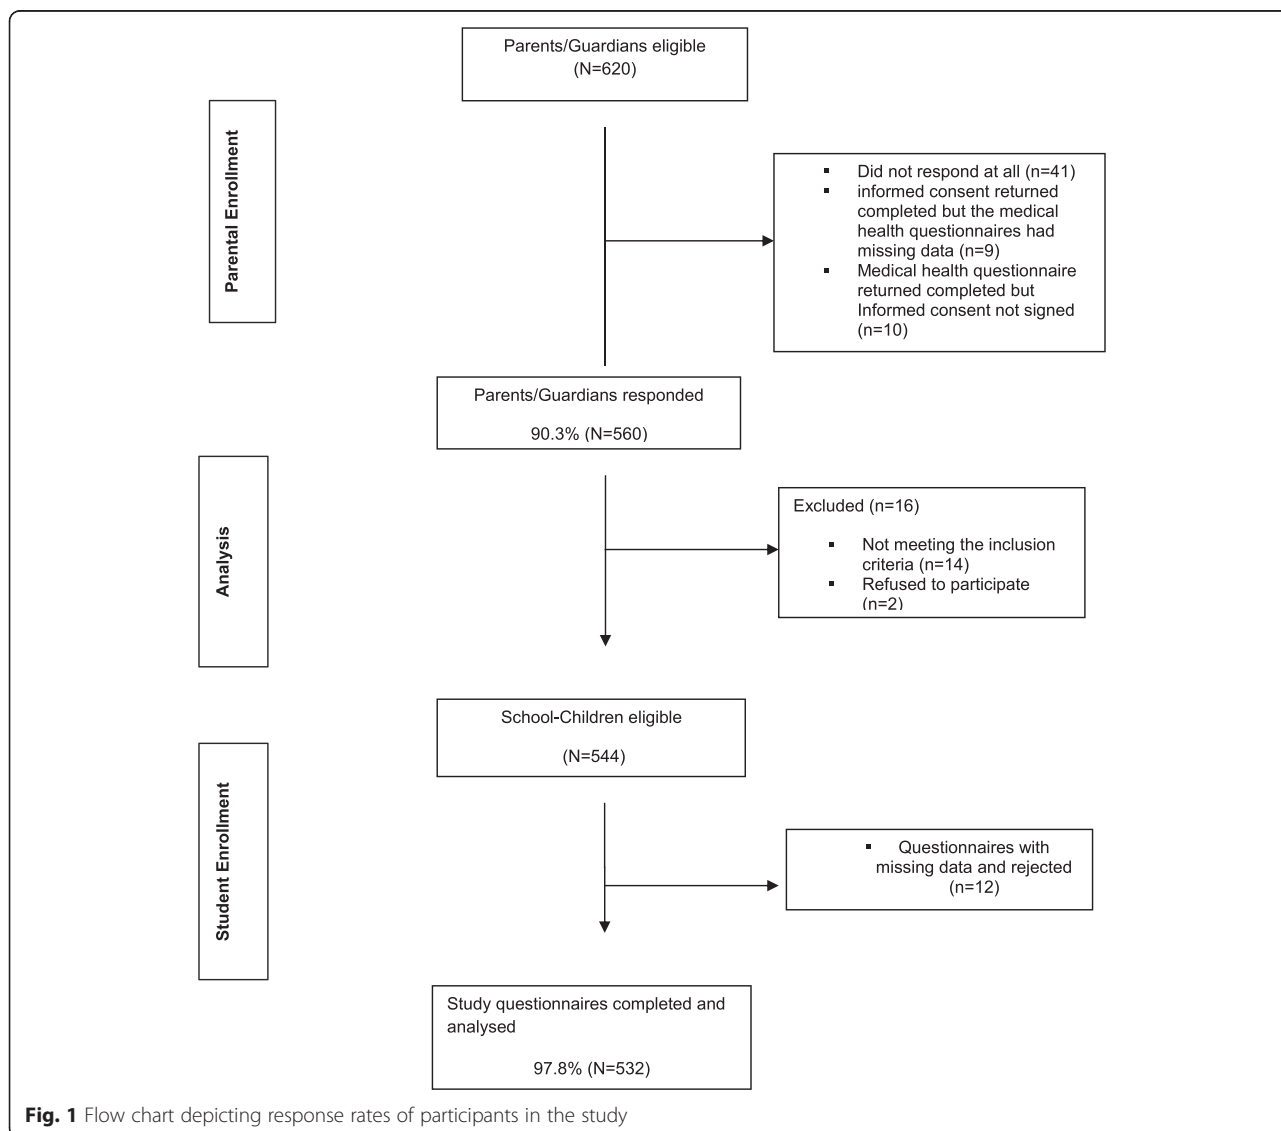 Parents/Guardians eligible
(N=620)
Parental Enrollment
▪ Did not respond at all (n=41)
▪ informed consent returned
completed but the medical
health questionnaires had
missing data (n=9)
▪ Medical health questionnaire
returned completed but
Informed consent not signed
(n=10)
Parents/Guardians responded
90.3% (N=560)
Analysis
Excluded (n=16)
▪ Not meeting the inclusion
criteria (n=14)
▪ Refused to participate
(n=2)
School-Children eligible
(N=544)
Student Enrollment
▪ Questionnaires with
missing data and rejected
(n=12)
Study questionnaires completed and
analysed
97.8% (N=532)
Fig. 1 Flow chart depicting response rates of participants in the study